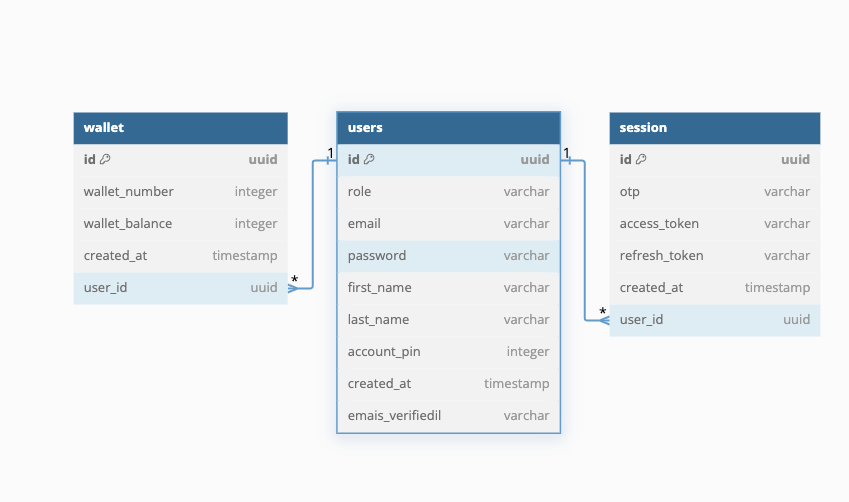 wallet
id uuid
wallet_number integer
wallet_balance integer
created_at timestamp
user_id uuid
*
1
users
id uuid
role varchar
email varchar
password varchar
first_name varchar
last_name varchar
account_pin integer
created_at timestamp
emais_verifiedil varchar
1
*
session
id uuid
otp varchar
access_token varchar
refresh_token varchar
created_at timestamp
user_id uuid